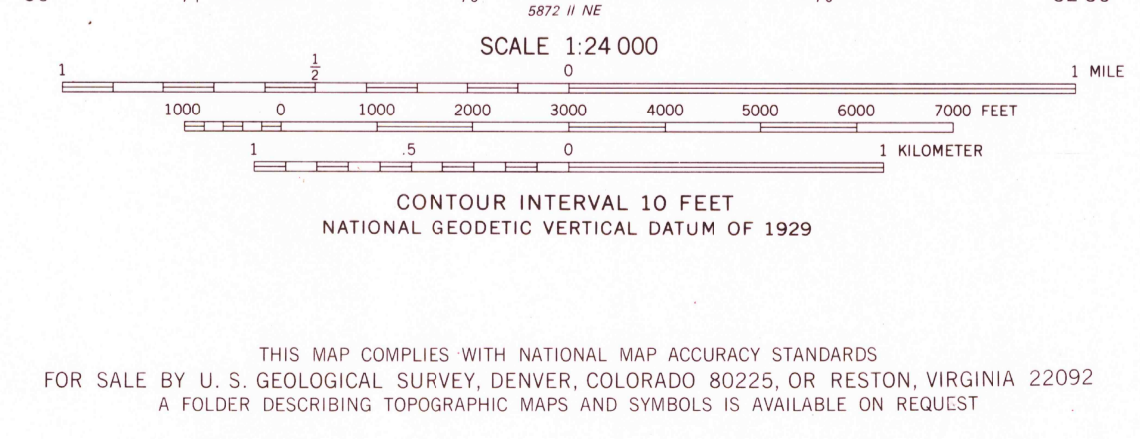 5872 II NE
SCALE 1:24 000
1 1/2 0 1 MILE
1000 0 1000 2000 3000 4000 5000 6000 7000 FEET
1 .5 0 1 KILOMETER
CONTOUR INTERVAL 10 FEET
NATIONAL GEODETIC VERTICAL DATUM OF 1929
THIS MAP COMPLIES WITH NATIONAL MAP ACCURACY STANDARDS
FOR SALE BY U. S. GEOLOGICAL SURVEY, DENVER, COLORADO 80225, OR RESTON, VIRGINIA 22092
A FOLDER DESCRIBING TOPOGRAPHIC MAPS AND SYMBOLS IS AVAILABLE ON REQUEST